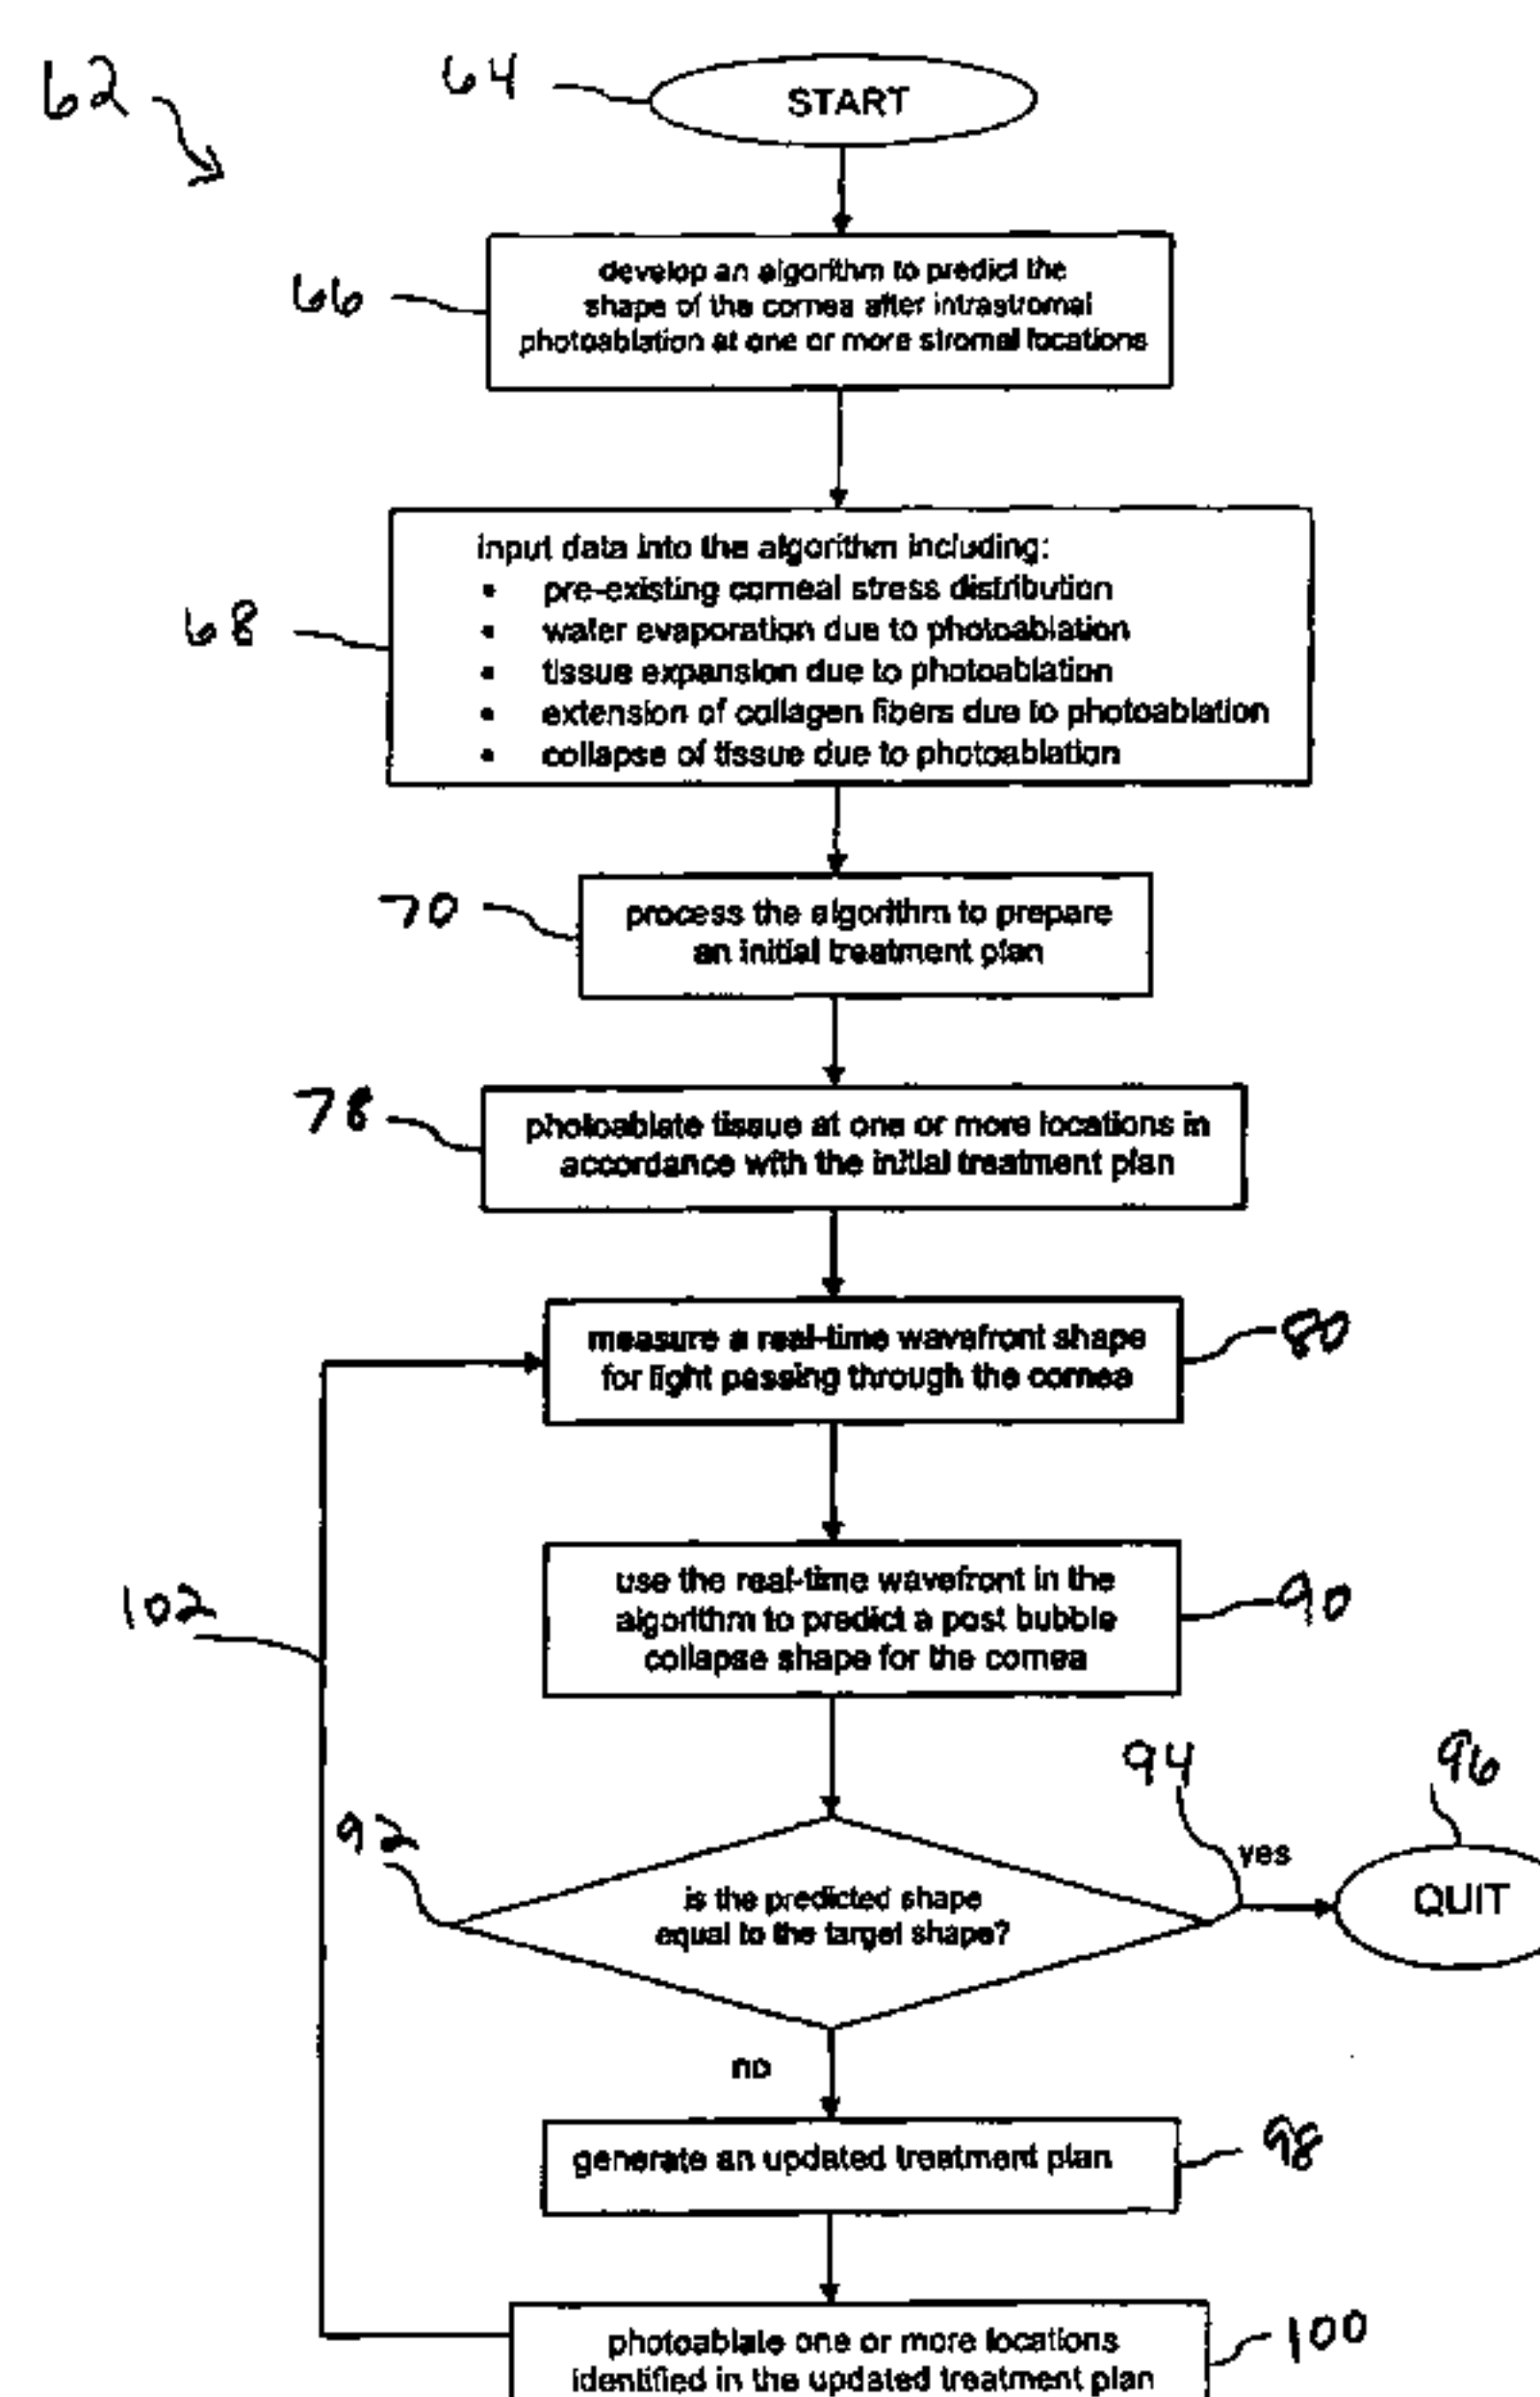 62
64
START
66
develop an algorithm to predict the
shape of the cornea after intrastromal
photoablation at one or more stromal locations
68
input data into the algorithm including:
• pre-existing corneal stress distribution
• water evaporation due to photoablation
• tissue expansion due to photoablation
• extension of collagen fibers due to photoablation
• collapse of tissue due to photoablation
70
process the algorithm to prepare
an initial treatment plan
78
photoablate tissue at one or more locations in
accordance with the initial treatment plan
80
measure a real-time wavefront shape
for light passing through the cornea
90
use the real-time wavefront in the
algorithm to predict a post bubble
collapse shape for the cornea
102
92
94
96
yes
is the predicted shape
equal to the target shape?
QUIT
no
98
generate an updated treatment plan
100
photoablate one or more locations
identified in the updated treatment plan